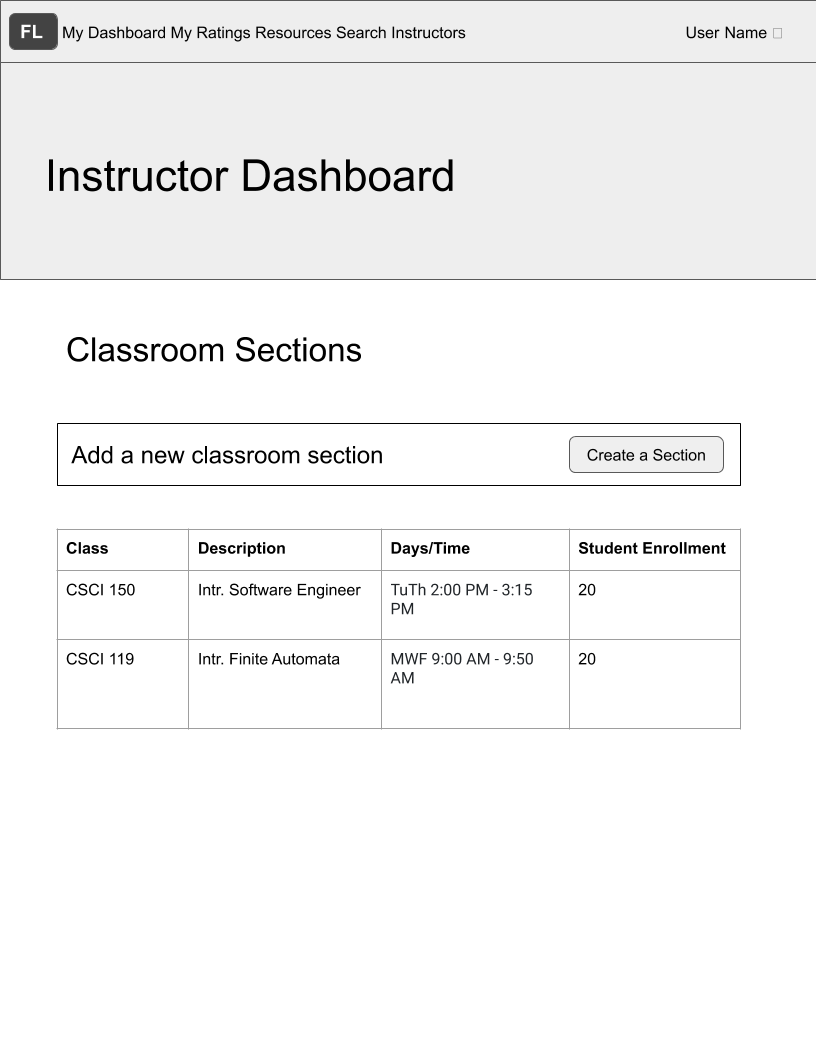 FL My Dashboard My Ratings Resources Search Instructors User Name
Instructor Dashboard
Classroom Sections
Add a new classroom section Create a Section
Class Description Days/Time Student Enrollment
CSCI 150 Intr. Software Engineer TuTh 2:00 PM - 3:15 PM 20
CSCI 119 Intr. Finite Automata MWF 9:00 AM - 9:50 AM 20